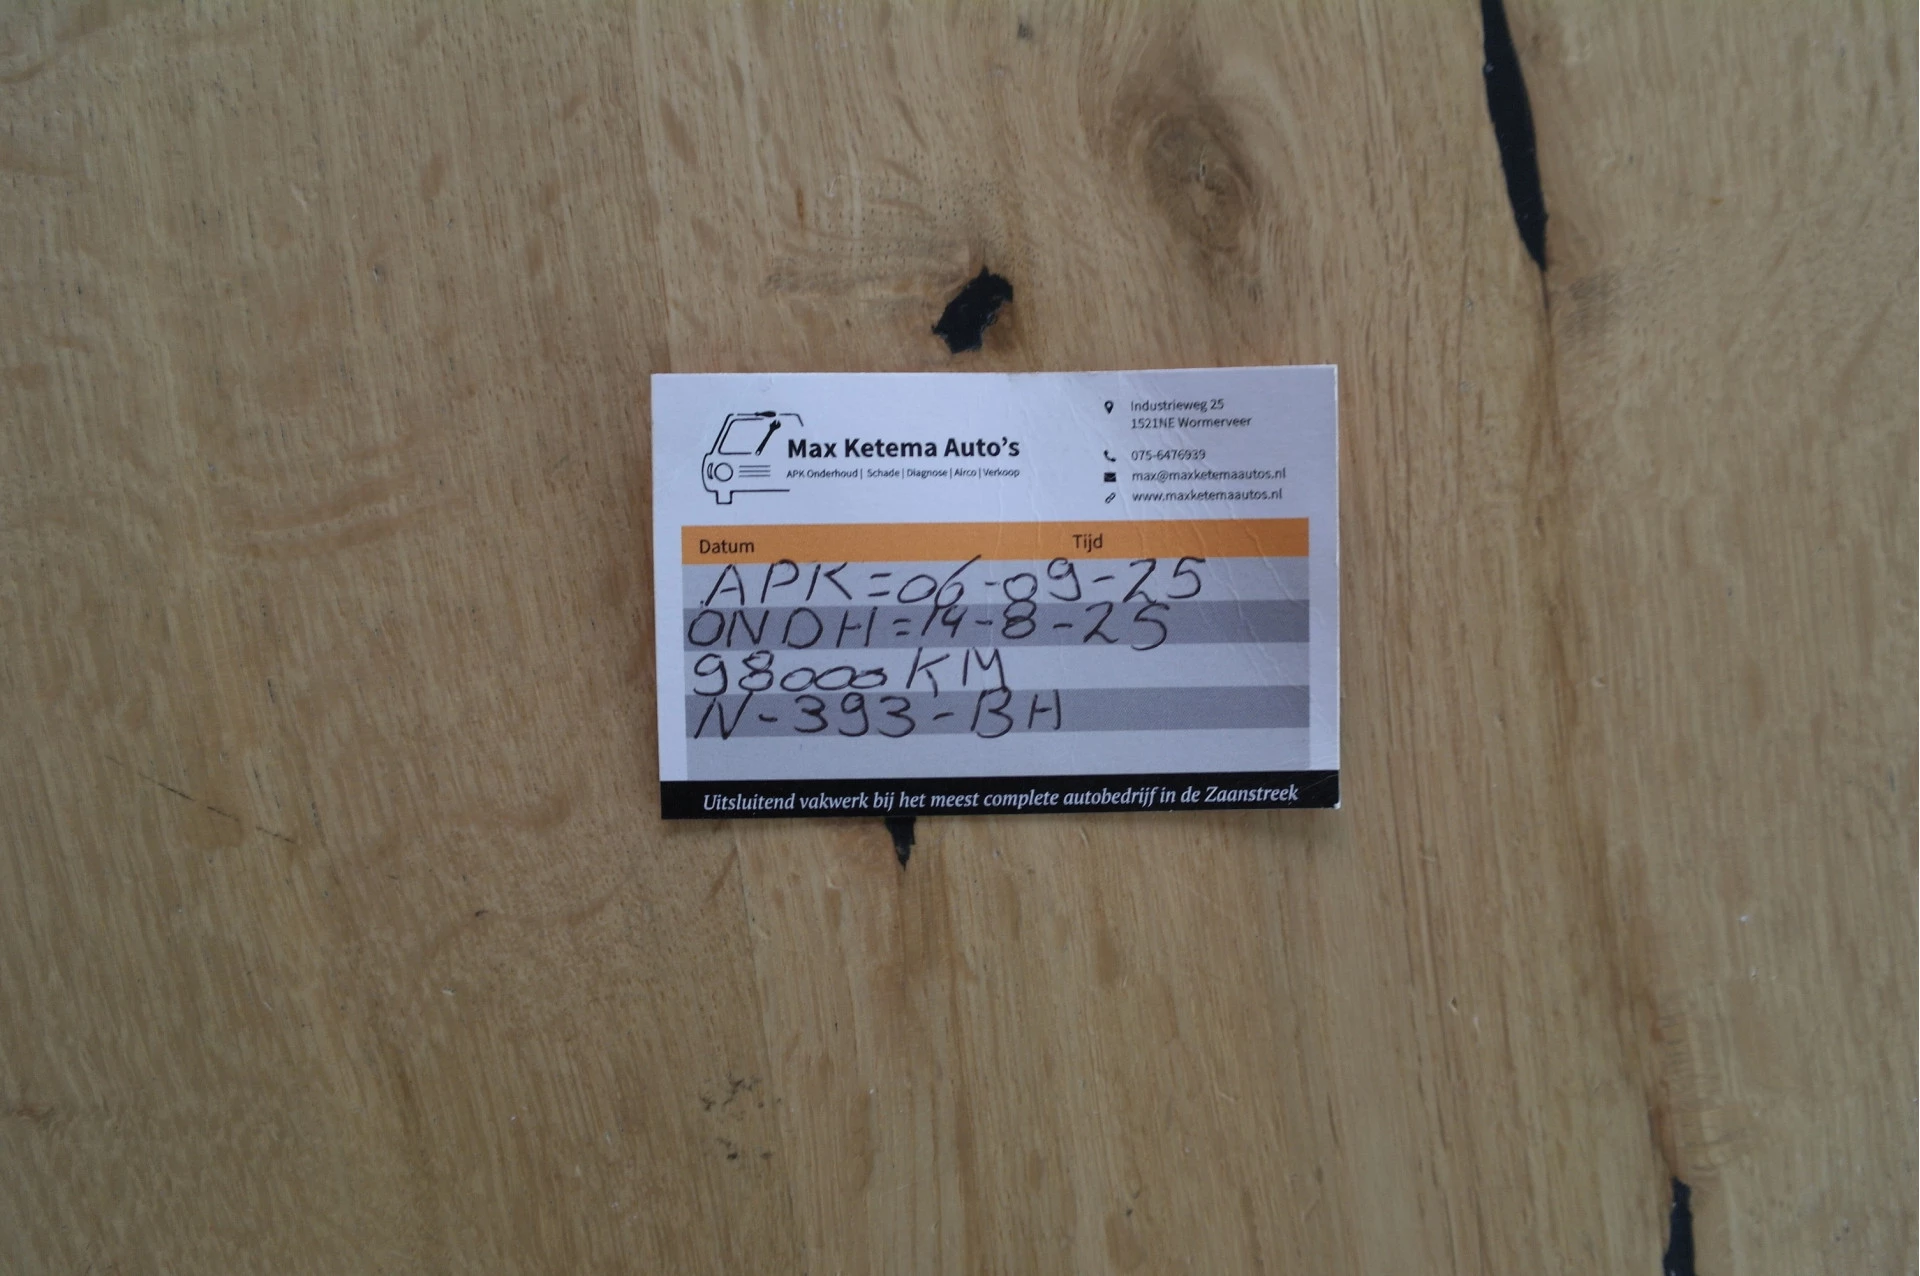 Max Ketema Auto's
APK Onderhoud | Schade | Diagnose | Airco | Verkoop
Industrieweg 25
1521NE Wormerveer
075-6476939
max@maxketemaautos.nl
www.maxketemaautos.nl
Datum Tijd
APK=06-09-25
ONDH=14-8-25
98000 KM
N-393-BH
Uitsluitend vakwerk bij het meest complete autobedrijf in de Zaanstreek